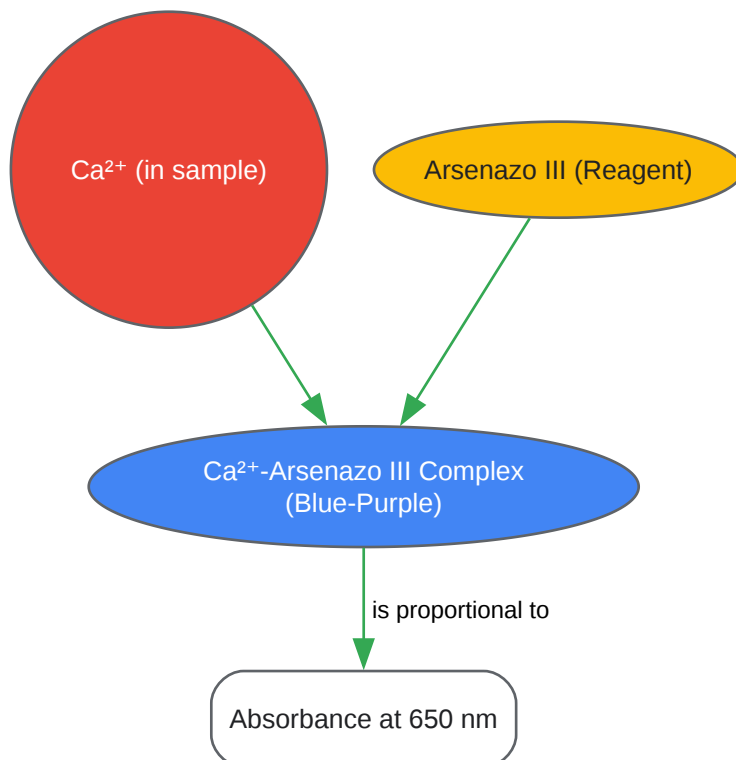 Ca²⁺ (in sample)
Arsenazo III (Reagent)
Ca²⁺-Arsenazo III Complex
(Blue-Purple)
is proportional to
Absorbance at 650 nm